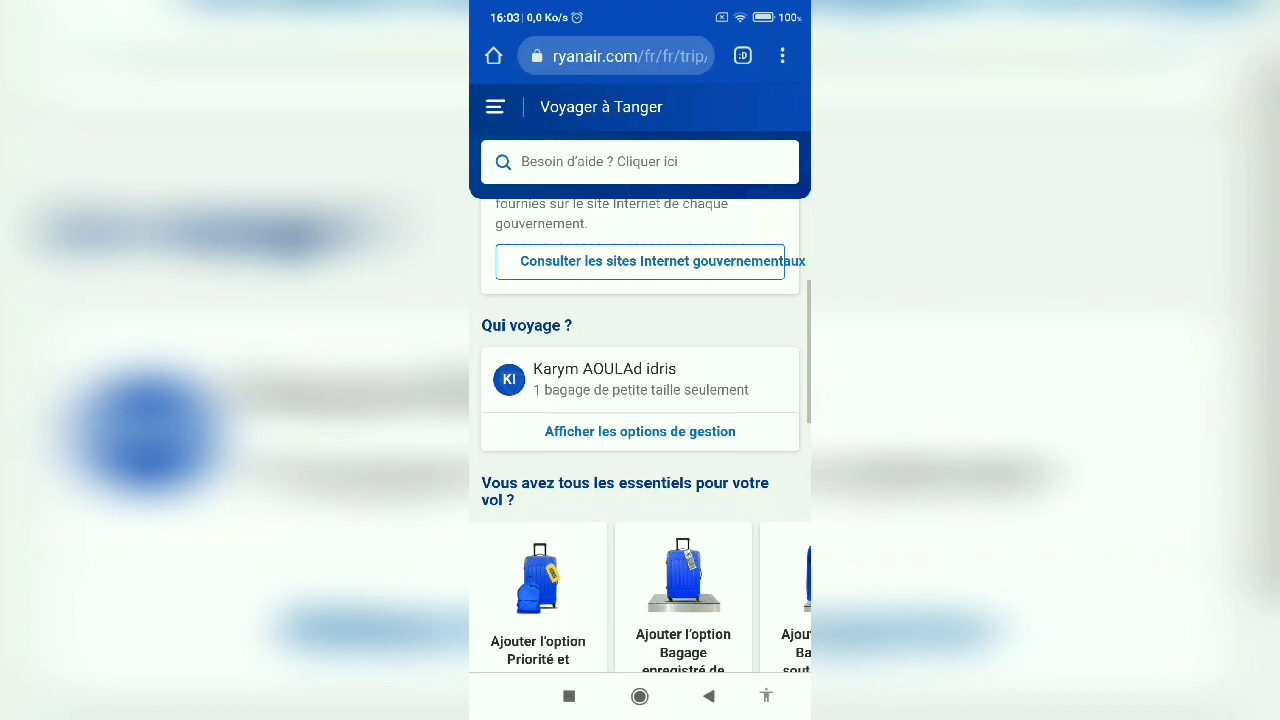 16:03 | 0,0 Ko/s
100%
ryanair.com/fr/fr/trip/
:D
Voyager à Tanger
Besoin d'aide ? Cliquer ici
fournies sur le site Internet de chaque
gouvernement.
Consulter les sites Internet gouvernementaux
Qui voyage ?
KI
Karym AOULAd idris
1 bagage de petite taille seulement
Afficher les options de gestion
Vous avez tous les essentiels pour votre
vol ?
Ajouter l'option
Priorité et
Ajouter l'option
Bagage
enregistré de
Ajou
Ba
sout